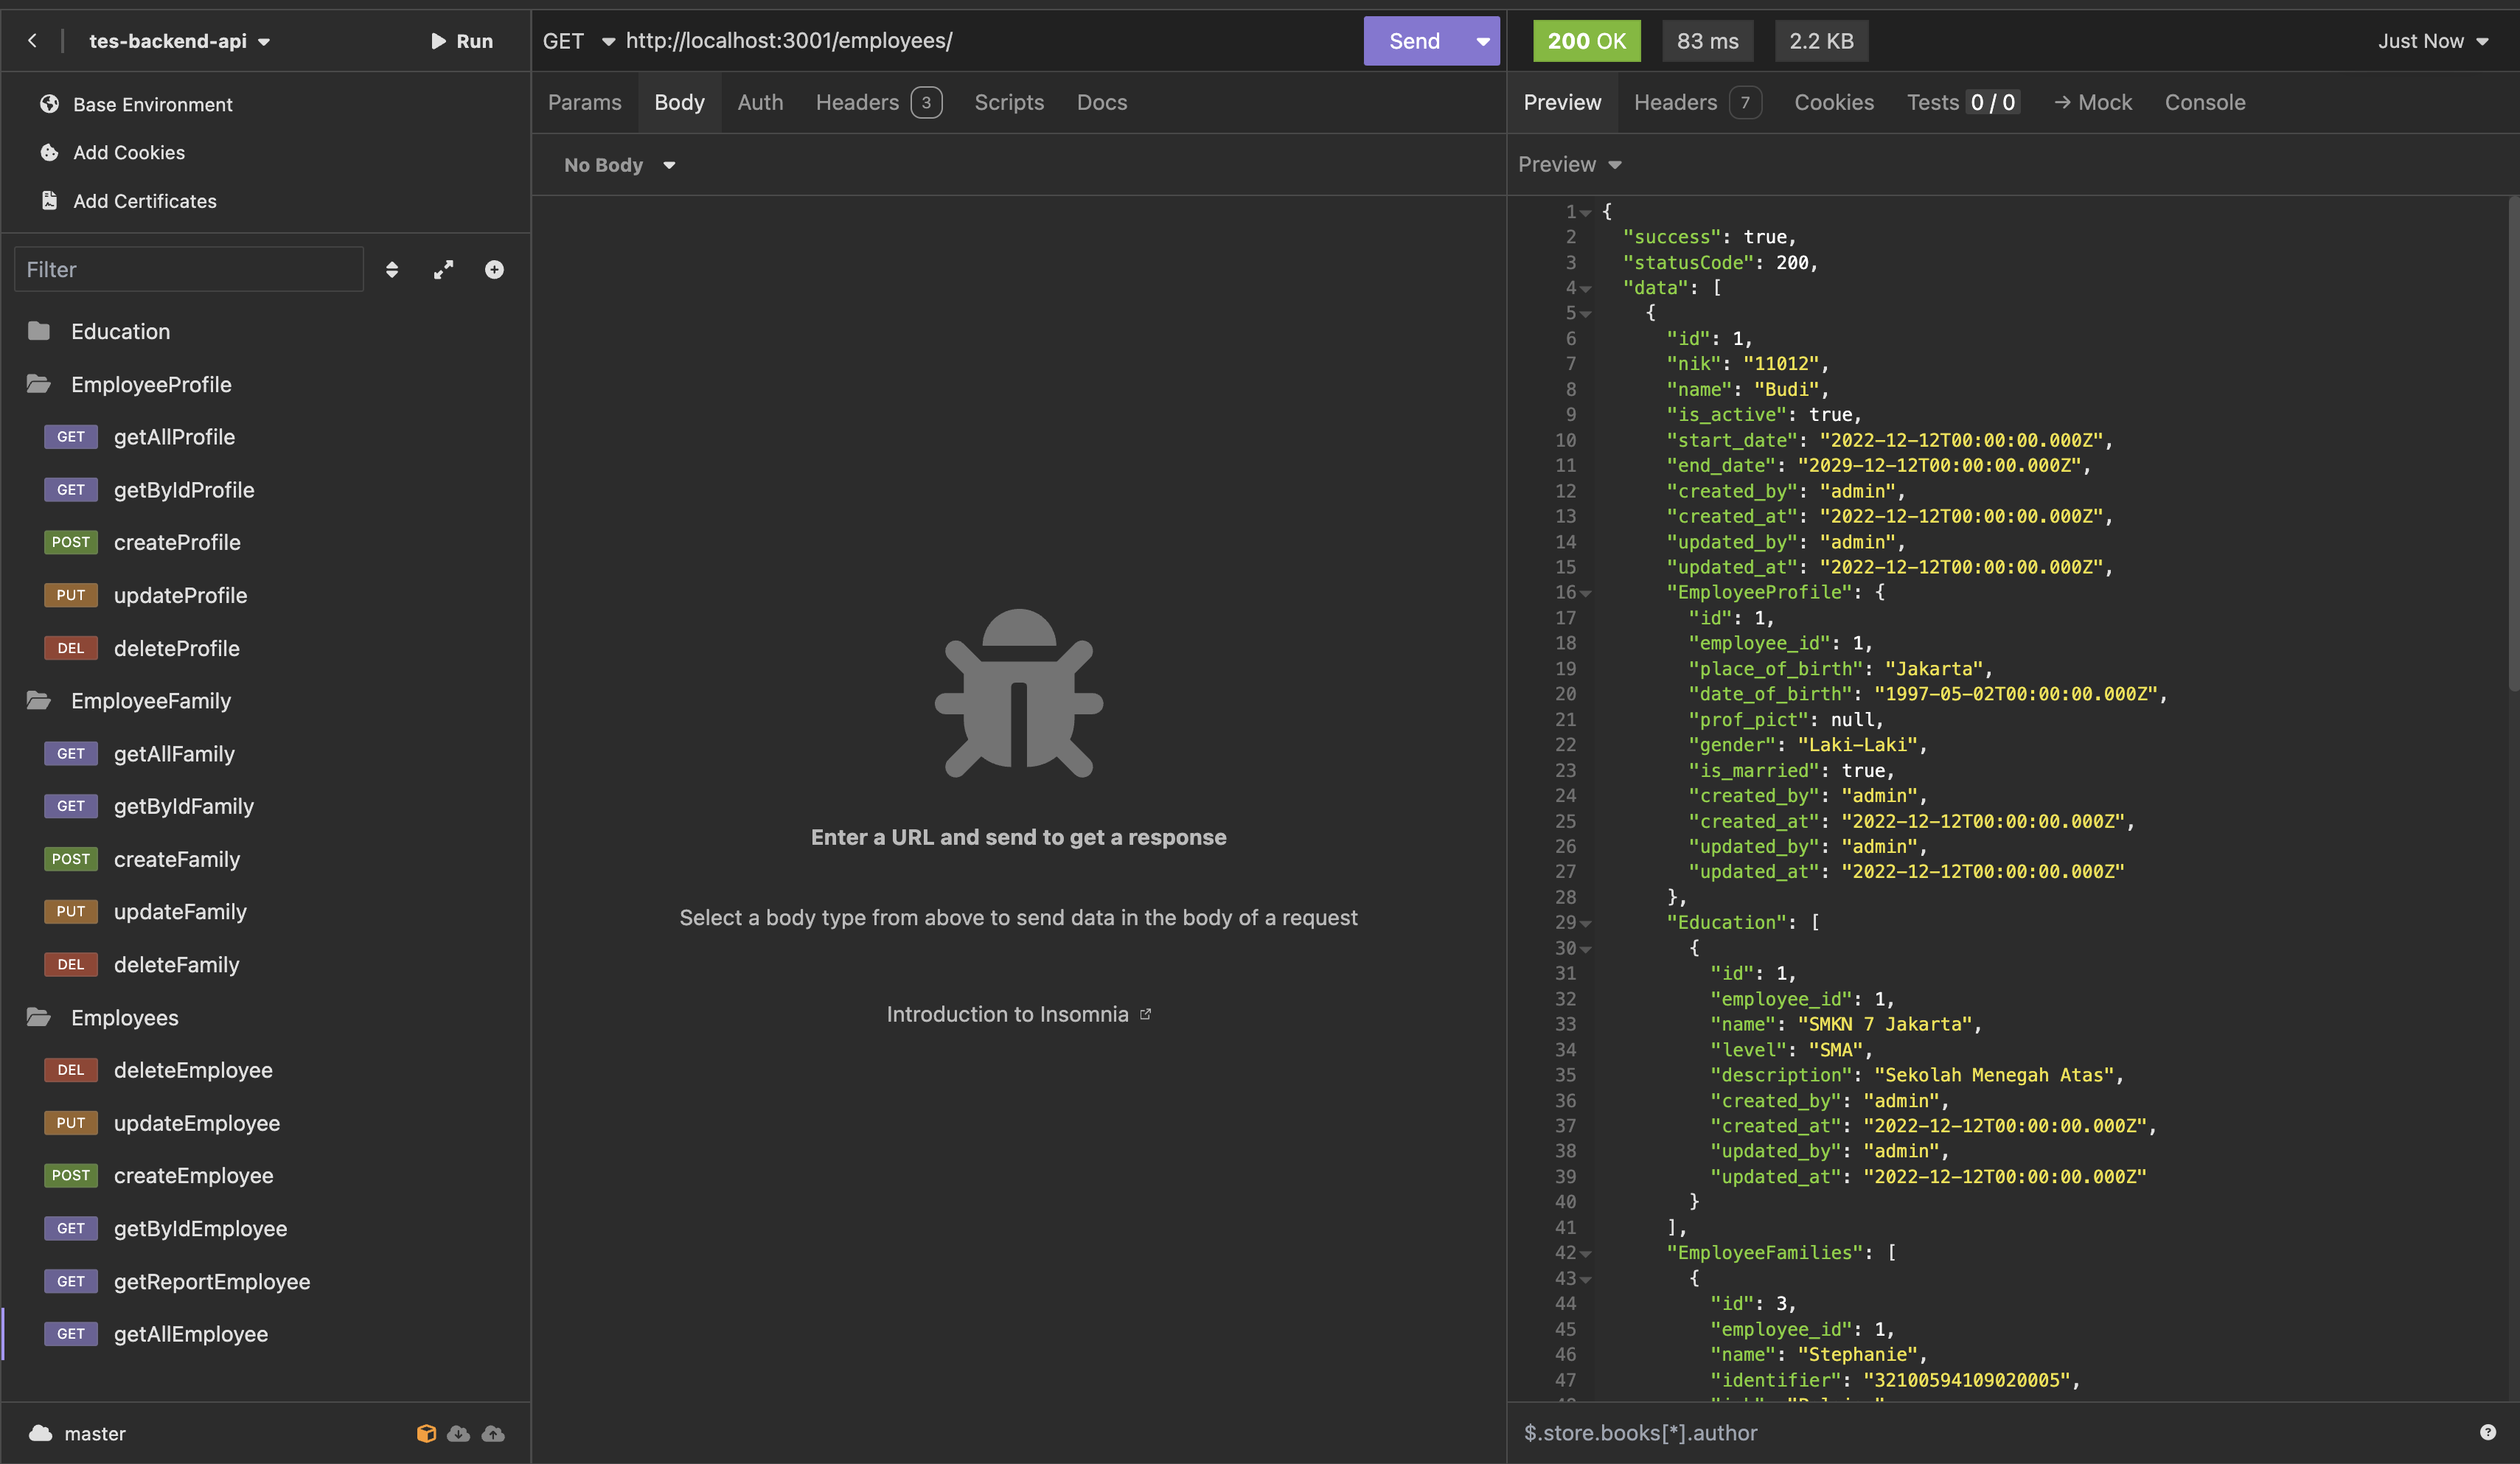 tes-backend-api
Run
Base Environment
Add Cookies
Add Certificates
Filter
Education
EmployeeProfile
GET getAllProfile
GET getByIdProfile
POST createProfile
PUT updateProfile
DEL deleteProfile
EmployeeFamily
GET getAllFamily
GET getByIdFamily
POST createFamily
PUT updateFamily
DEL deleteFamily
Employees
DEL deleteEmployee
PUT updateEmployee
POST createEmployee
GET getByIdEmployee
GET getReportEmployee
GET getAllEmployee
master
GET http://localhost:3001/employees/
Send
Params Body Auth Headers 3 Scripts Docs
No Body
Enter a URL and send to get a response
Select a body type from above to send data in the body of a request
Introduction to Insomnia
200 OK 83 ms 2.2 KB Just Now
Preview Headers 7 Cookies Tests 0 / 0 → Mock Console
Preview
1 {
2 "success": true,
3 "statusCode": 200,
4 "data": [
5 {
6 "id": 1,
7 "nik": "11012",
8 "name": "Budi",
9 "is_active": true,
10 "start_date": "2022-12-12T00:00:00.000Z",
11 "end_date": "2029-12-12T00:00:00.000Z",
12 "created_by": "admin",
13 "created_at": "2022-12-12T00:00:00.000Z",
14 "updated_by": "admin",
15 "updated_at": "2022-12-12T00:00:00.000Z",
16 "EmployeeProfile": {
17 "id": 1,
18 "employee_id": 1,
19 "place_of_birth": "Jakarta",
20 "date_of_birth": "1997-05-02T00:00:00.000Z",
21 "prof_pict": null,
22 "gender": "Laki-Laki",
23 "is_married": true,
24 "created_by": "admin",
25 "created_at": "2022-12-12T00:00:00.000Z",
26 "updated_by": "admin",
27 "updated_at": "2022-12-12T00:00:00.000Z"
28 },
29 "Education": [
30 {
31 "id": 1,
32 "employee_id": 1,
33 "name": "SMKN 7 Jakarta",
34 "level": "SMA",
35 "description": "Sekolah Menegah Atas",
36 "created_by": "admin",
37 "created_at": "2022-12-12T00:00:00.000Z",
38 "updated_by": "admin",
39 "updated_at": "2022-12-12T00:00:00.000Z"
40 }
41 ],
42 "EmployeeFamilies": [
43 {
44 "id": 3,
45 "employee_id": 1,
46 "name": "Stephanie",
47 "identifier": "32100594109020005",
$.store.books[*].author